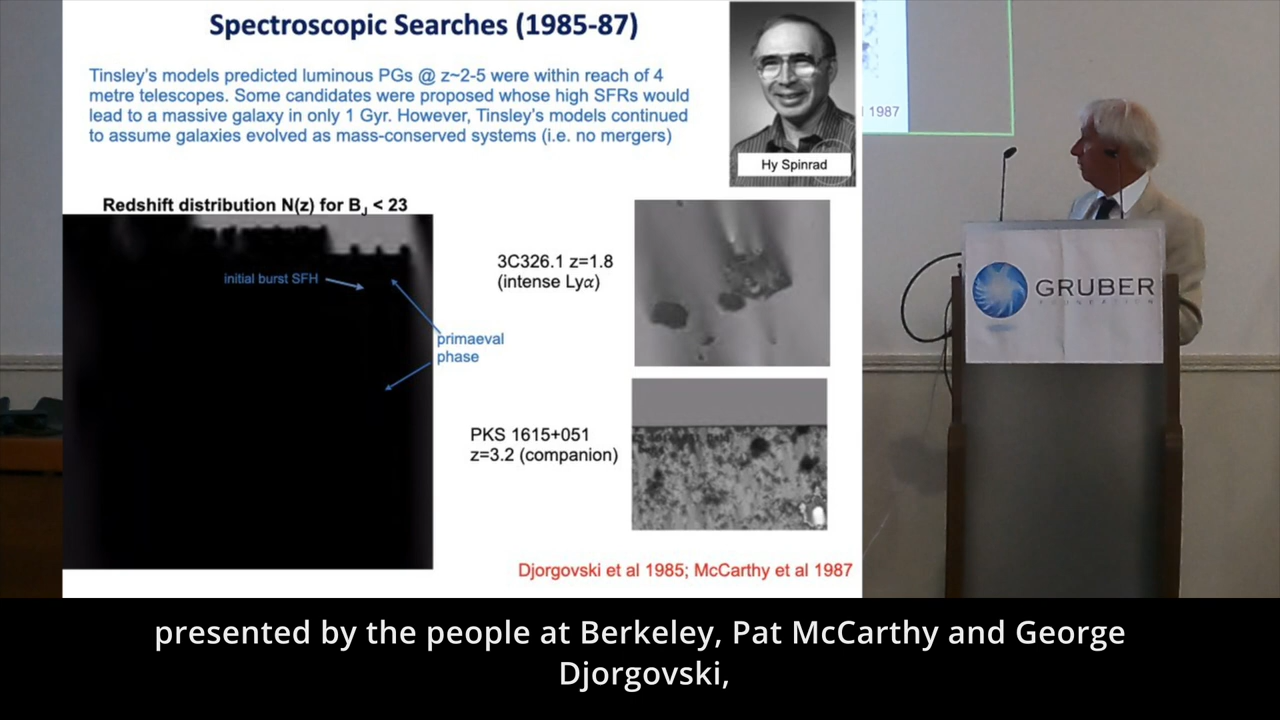 Spectroscopic Searches (1985-87)
Tinsley's models predicted luminous PGs @ z~2-5 were within reach of 4
metre telescopes. Some candidates were proposed whose high SFRs would
lead to a massive galaxy in only 1 Gyr. However, Tinsley's models continued
to assume galaxies evolved as mass-conserved systems (i.e. no mergers)
Hy Spinrad
1987
Redshift distribution N(z) for BJ < 23
initial burst SFH
primaeval
phase
3C326.1 z=1.8
(intense Lyα)
PKS 1615+051
z=3.2 (companion)
Djorgovski et al 1985; McCarthy et al 1987
GRUBER
FOUNDATION
presented by the people at Berkeley, Pat McCarthy and George
Djorgovski,